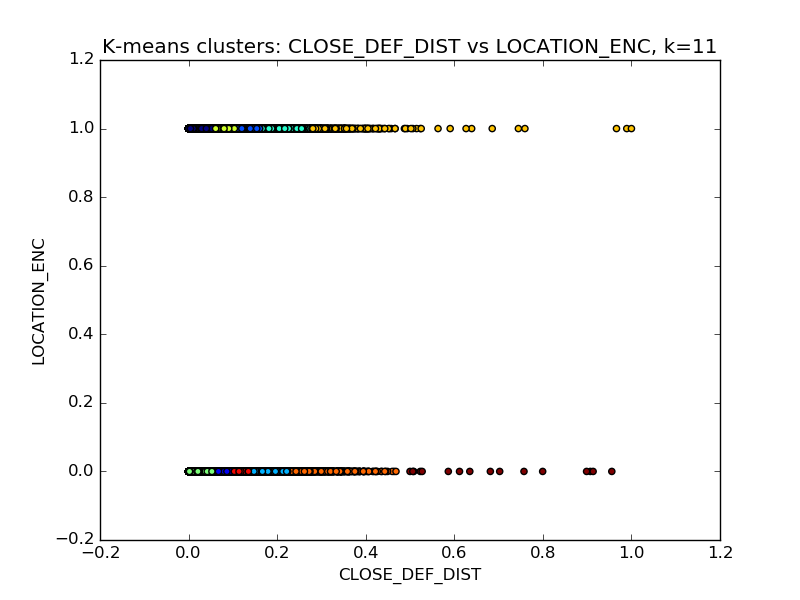 K-means clusters: CLOSE_DEF_DIST vs LOCATION_ENC, k=11
1.2
1.0
0.8
0.6
0.4
0.2
0.0
−0.2
LOCATION_ENC
−0.2 0.0 0.2 0.4 0.6 0.8 1.0 1.2
CLOSE_DEF_DIST